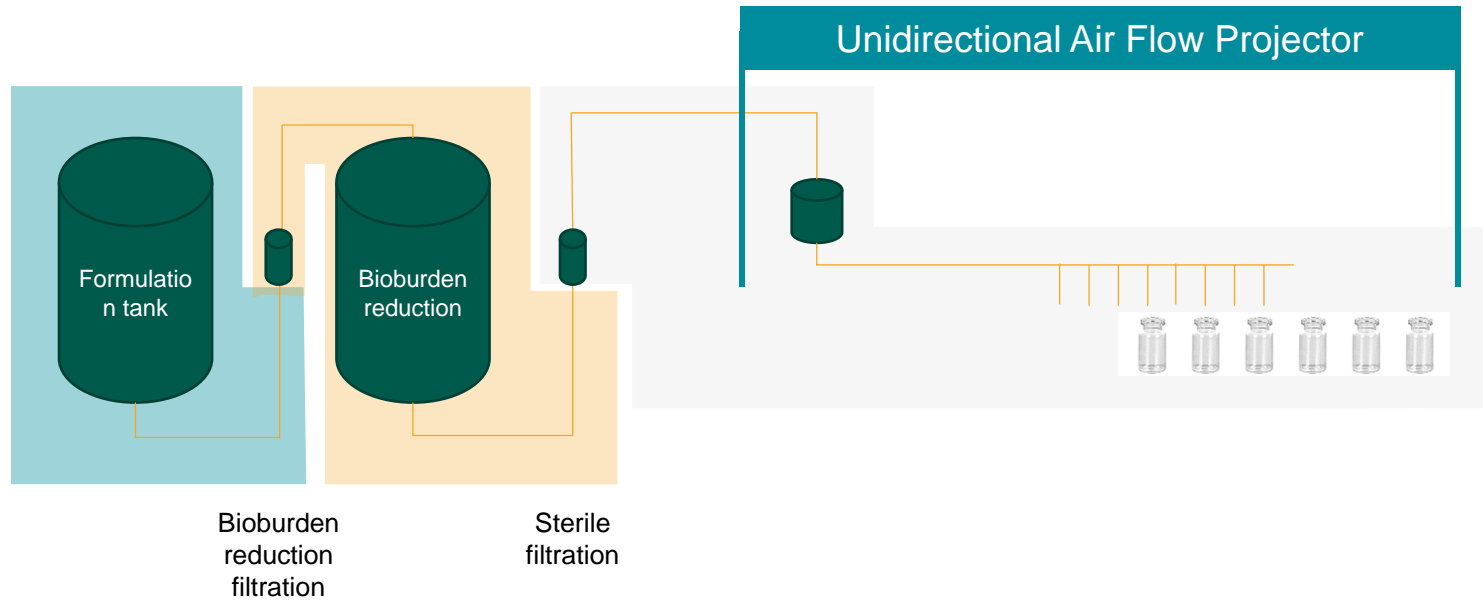 Unidirectional Air Flow Projector
Formulatio
n tank
Bioburden
reduction
Bioburden
reduction
filtration
Sterile
filtration